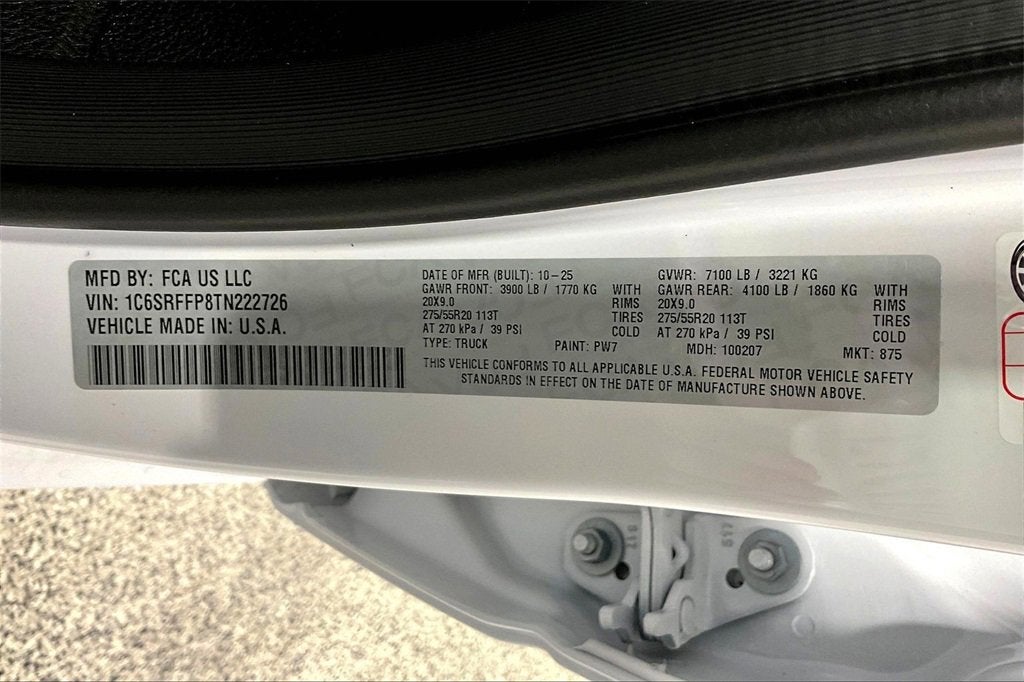 MFD BY: FCA US LLC
VIN: 1C6SRFFP8TN222726
VEHICLE MADE IN: U.S.A.
DATE OF MFR (BUILT): 10-25
GAWR FRONT: 3900 LB / 1770 KG WITH
20X9.0 RIMS
275/55R20 113T TIRES
AT 270 kPa / 39 PSI COLD
TYPE: TRUCK PAINT: PW7
GVWR: 7100 LB / 3221 KG
GAWR REAR: 4100 LB / 1860 KG WITH
20X9.0 RIMS
275/55R20 113T TIRES
AT 270 kPa / 39 PSI COLD
MDH: 100207 MKT: 875
THIS VEHICLE CONFORMS TO ALL APPLICABLE U.S.A. FEDERAL MOTOR VEHICLE SAFETY
STANDARDS IN EFFECT ON THE DATE OF MANUFACTURE SHOWN ABOVE.